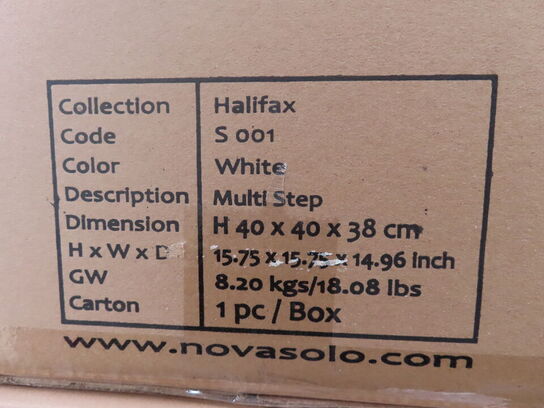 Collection Halifax
Code S 001
Color White
Description Multi Step
Dimension H 40 x 40 x 38 cm
H x W x D 15.75 x 15.75 x 14.96 inch
GW 8.20 kgs/18.08 lbs
Carton 1 pc / Box
www.novasolo.com